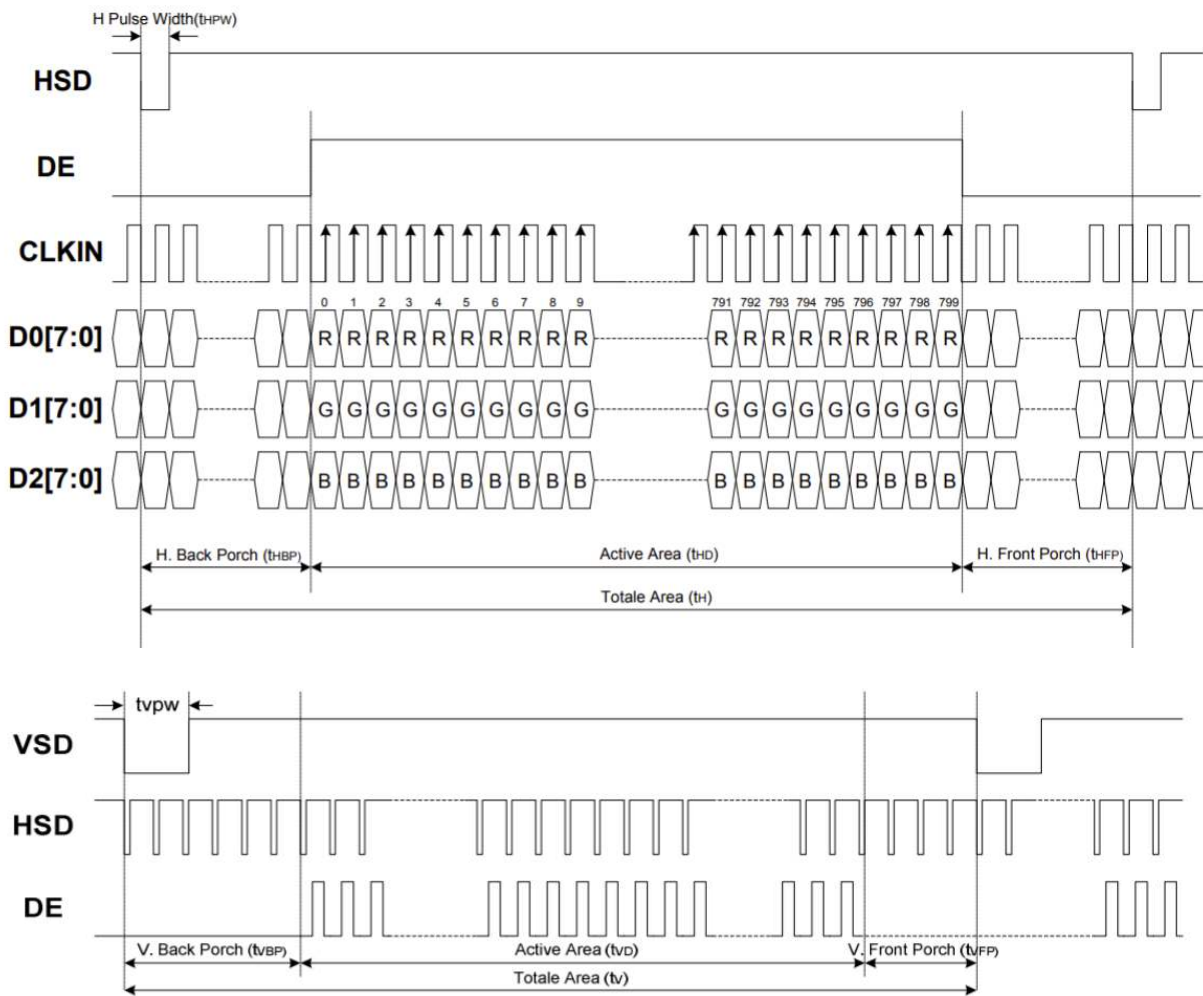 H Pulse Width(tHPW)
HSD
DE
CLKIN
0 1 2 3 4 5 6 7 8 9 791 792 793 794 795 796 797 798 799
D0[7:0] R R R R R R R R R R R R R R R R R R R
D1[7:0] G G G G G G G G G G G G G G G G G G G
D2[7:0] B B B B B B B B B B B B B B B B B B B
H. Back Porch (tHBP) Active Area (tHD) H. Front Porch (tHFP)
Totale Area (tH)
tvpw
VSD
HSD
DE
V. Back Porch (tVBP) Active Area (tVD) V. Front Porch (tVFP)
Totale Area (tV)